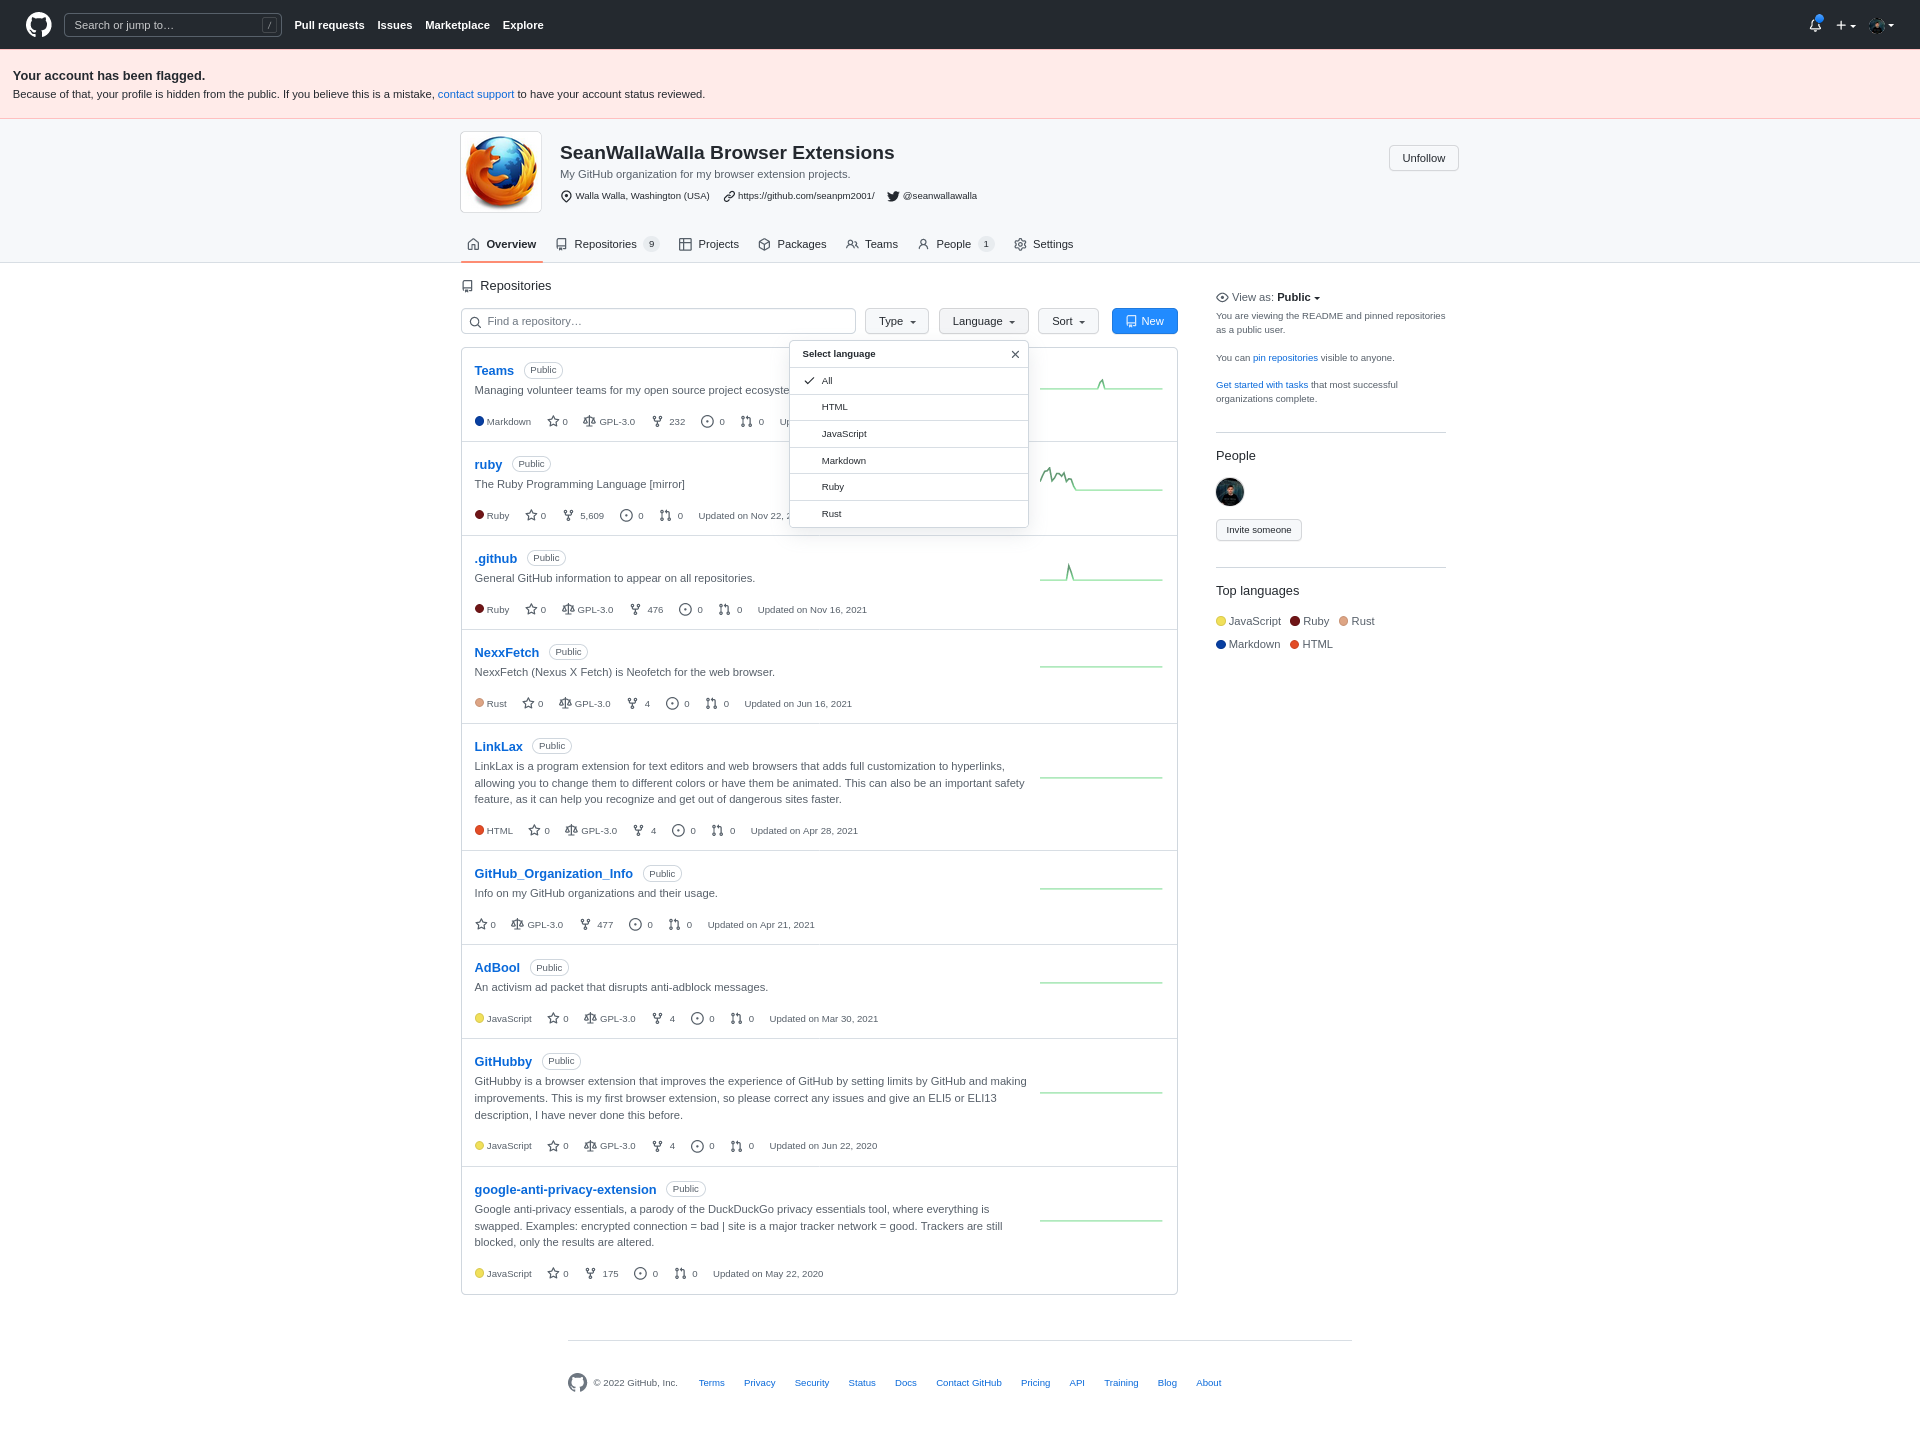 Search or jump to…
/
Pull requests
Issues
Marketplace
Explore
Your account has been flagged.
Because of that, your profile is hidden from the public. If you believe this is a mistake, contact support to have your account status reviewed.
SeanWallaWalla Browser Extensions
Unfollow
My GitHub organization for my browser extension projects.
Walla Walla, Washington (USA)
https://github.com/seanpm2001/
@seanwallawalla
Overview
Repositories 9
Projects
Packages
Teams
People 1
Settings
Repositories
Find a repository…
Type
Language
Sort
New
Select language
All
HTML
JavaScript
Markdown
Ruby
Rust
Teams Public
Managing volunteer teams for my open source project
Markdown 0 GPL-3.0 232 0 0
ruby Public
The Ruby Programming Language [mirror]
Ruby 0 5,609 0 0 Updated on Nov 22,
.github Public
General GitHub information to appear on all repositories.
Ruby 0 GPL-3.0 476 0 0 Updated on Nov 16, 2021
NexxFetch Public
NexxFetch (Nexus X Fetch) is Neofetch for the web browser.
Rust 0 GPL-3.0 4 0 0 Updated on Jun 16, 2021
LinkLax Public
LinkLax is a program extension for text editors and web browsers that adds full customization to hyperlinks,
allowing you to change them to different colors or have them be animated. This can also be an important safety
feature, as it can help you recognize and get out of dangerous sites faster.
HTML 0 GPL-3.0 4 0 0 Updated on Apr 28, 2021
GitHub_Organization_Info Public
Info on my GitHub organizations and their usage.
0 GPL-3.0 477 0 0 Updated on Apr 21, 2021
AdBool Public
An activism ad packet that disrupts anti-adblock messages.
JavaScript 0 GPL-3.0 4 0 0 Updated on Mar 30, 2021
GitHubby Public
GitHubby is a browser extension that improves the experience of GitHub by setting limits by GitHub and making
improvements. This is my first browser extension, so please correct any issues and give an ELI5 or ELI13
description, I have never done this before.
JavaScript 0 GPL-3.0 4 0 0 Updated on Jun 22, 2020
google-anti-privacy-extension Public
Google anti-privacy essentials, a parody of the DuckDuckGo privacy essentials tool, where everything is
swapped. Examples: encrypted connection = bad | site is a major tracker network = good. Trackers are still
blocked, only the results are altered.
JavaScript 0 175 0 0 Updated on May 22, 2020
View as: Public
You are viewing the README and pinned repositories
as a public user.
You can pin repositories visible to anyone.
Get started with tasks that most successful
organizations complete.
People
Invite someone
Top languages
JavaScript Ruby Rust
Markdown HTML
© 2022 GitHub, Inc.
Terms
Privacy
Security
Status
Docs
Contact GitHub
Pricing
API
Training
Blog
About